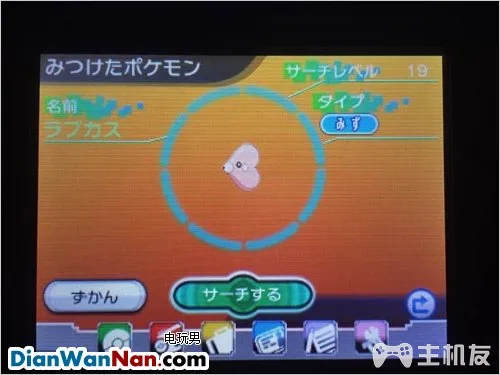 みつけたポケモン
サーチレベル 19
名前
ラブカス
タイプ
みず
ずかん
サーチする
电玩男
DianWanNan.com
主机友